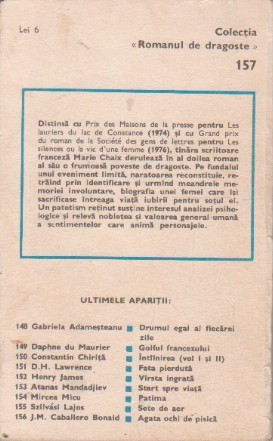 Lei 6
Colecția
« Romanul de dragoste »
157
Distinsă cu Prix des Maisons de la presse pentru Les
lauriers du lac de Constance (1974) și cu Grand prix
du roman de la Société des gens de lettres pentru Les
silences ou la vie d'une femme (1976), tînăra scriitoare
franceză Marie Chaix derulează în al doilea roman
al său o frumoasă poveste de dragoste. Pe fundalul
unui eveniment limită, naratoarea reconstituie, re-
trăind prin identificare și urmînd meandrele me-
moriei involuntare, biografia unei femei care își
sacrificase întreaga viață iubirii pentru soțul ei.
Un patetism reținut susține interesul analizei psiho-
logice și relevă noblețea și valoarea general-umană
a sentimentelor care animă personajele.
ULTIMELE APARIȚII:
148 Gabriela Adameșteanu ■ Drumul egal al fiecărei
zile
149 Daphne du Maurier ■ Golful francezului
150 Constantin Chiriță ■ Întîlnirea (vol I și II)
151 D.H. Lawrence ■ Fata pierdută
152 Henry James ■ Vîrsta ingrată
153 Atanas Mandadjiev ■ Start spre viață
154 Mircea Micu ■ Patima
155 Szilvási Lajos ■ Sete de aer
156 J.M. Caballero Bonald ■ Agata ochi de pisică